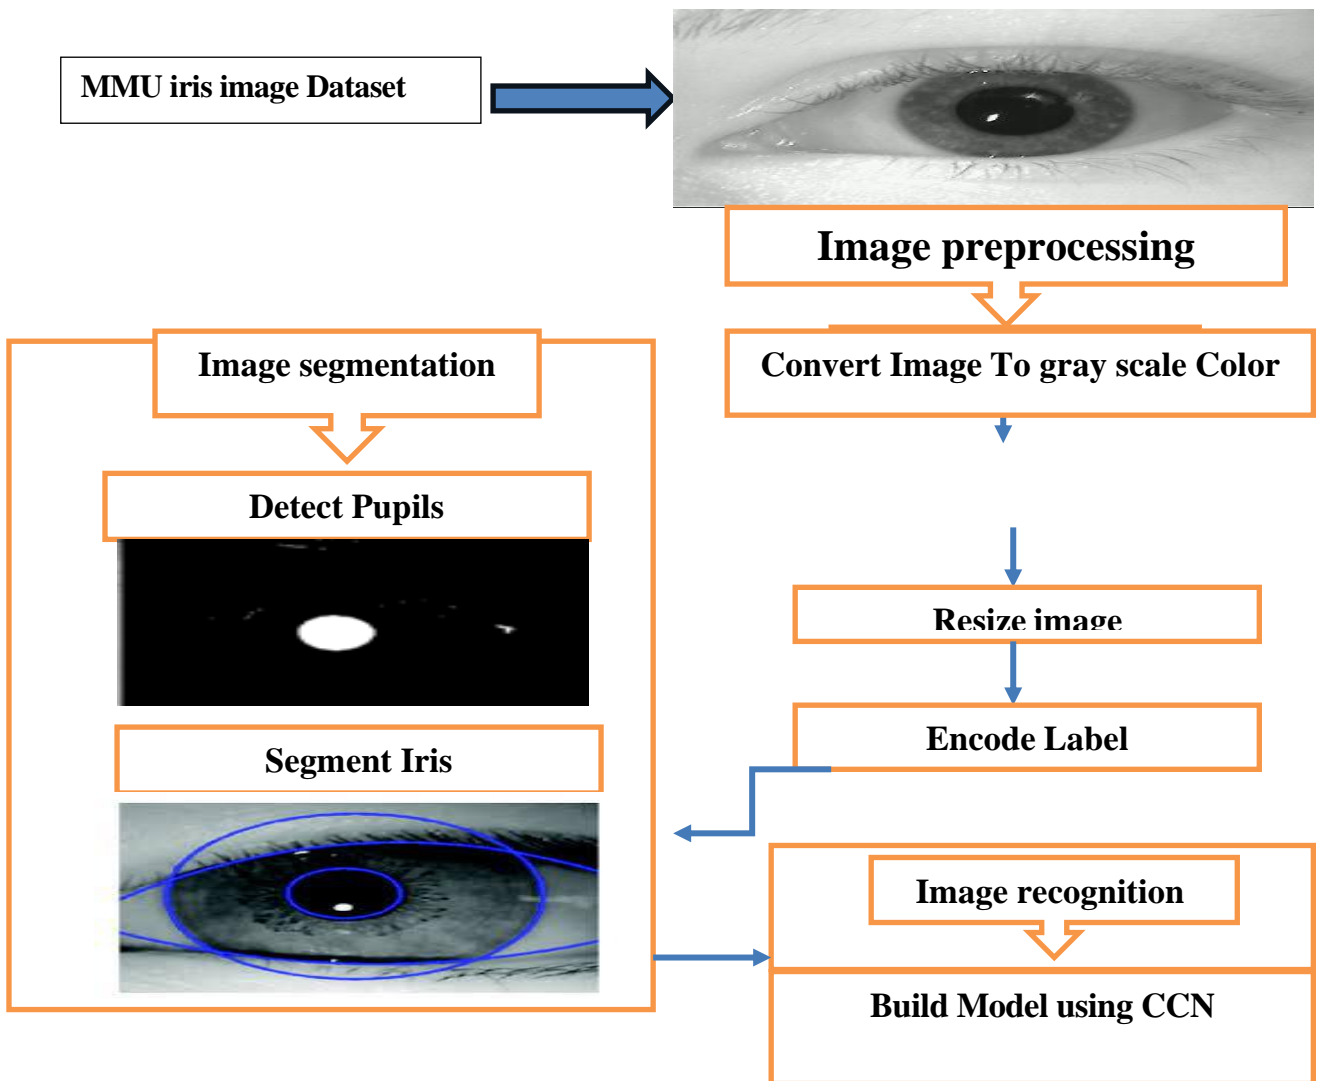 MMU iris image Dataset
Image preprocessing
Convert Image To gray scale Color
Resize image
Encode Label
Image segmentation
Detect Pupils
Segment Iris
Image recognition
Build Model using CCN